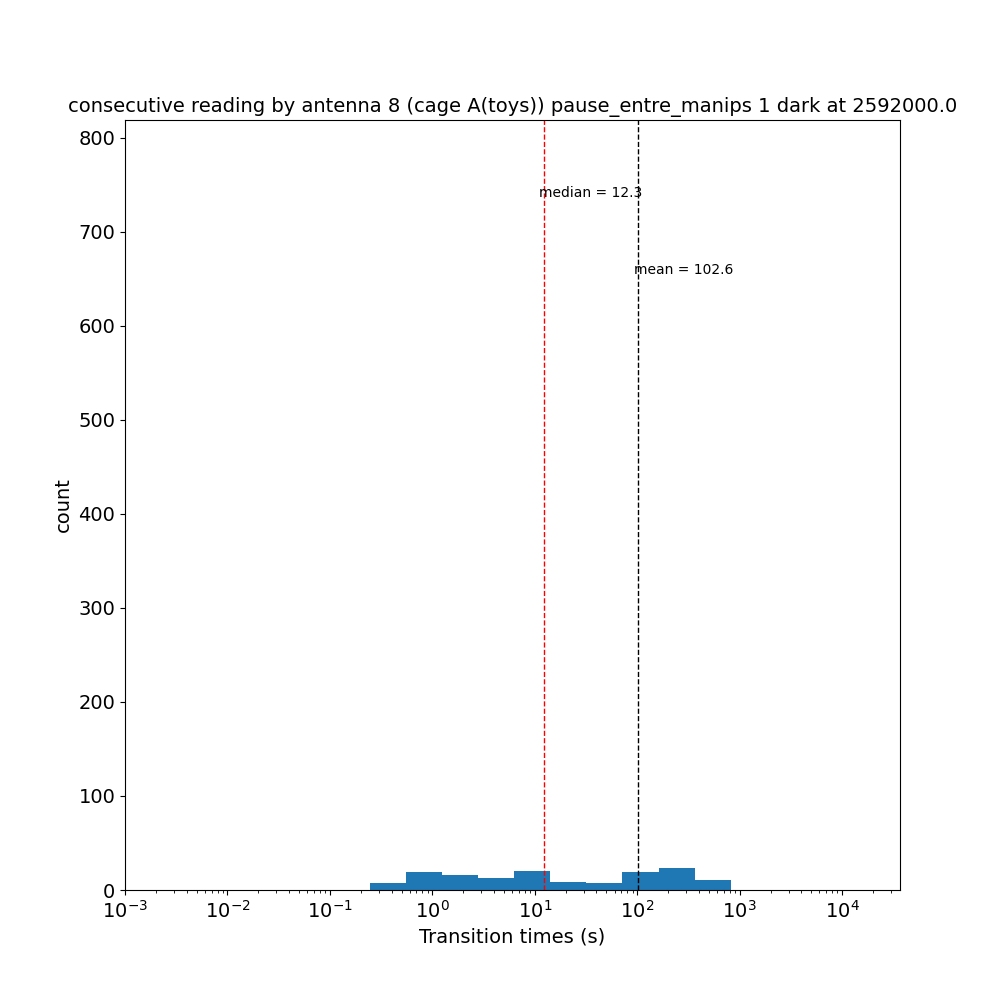 consecutive reading by antenna 8 (cage A(toys)) pause_entre_manips 1 dark at 2592000.0
800
median = 12.3
700
mean = 102.6
600
500
count
400
300
200
100
0
10⁻³ 10⁻² 10⁻¹ 10⁰ 10¹ 10² 10³ 10⁴
Transition times (s)